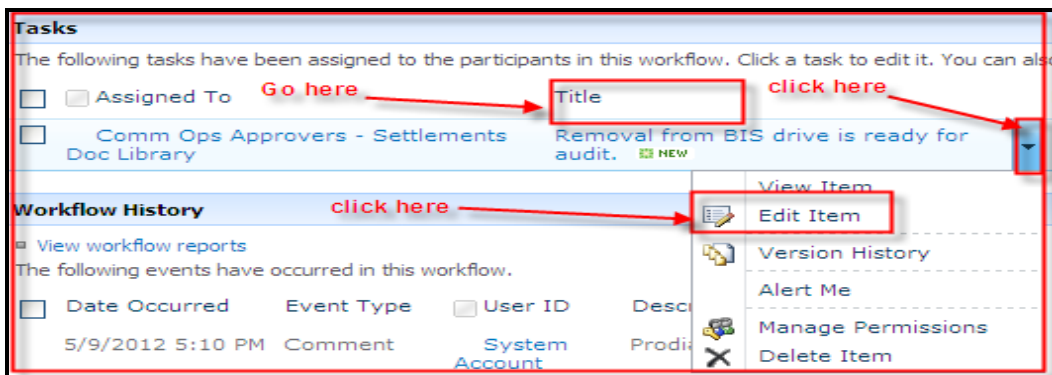 Tasks
The following tasks have been assigned to the participants in this workflow. Click a task to edit it. You can also
Assigned To Go here Title click here
Comm Ops Approvers - Settlements Doc Library
Removal from BIS drive is ready for audit. NEW
View Item
Workflow History click here Edit Item
View workflow reports Version History
The following events have occurred in this workflow.
Alert Me
Date Occurred Event Type User ID Descr
Manage Permissions
5/9/2012 5:10 PM Comment System Account Prodia
Delete Item